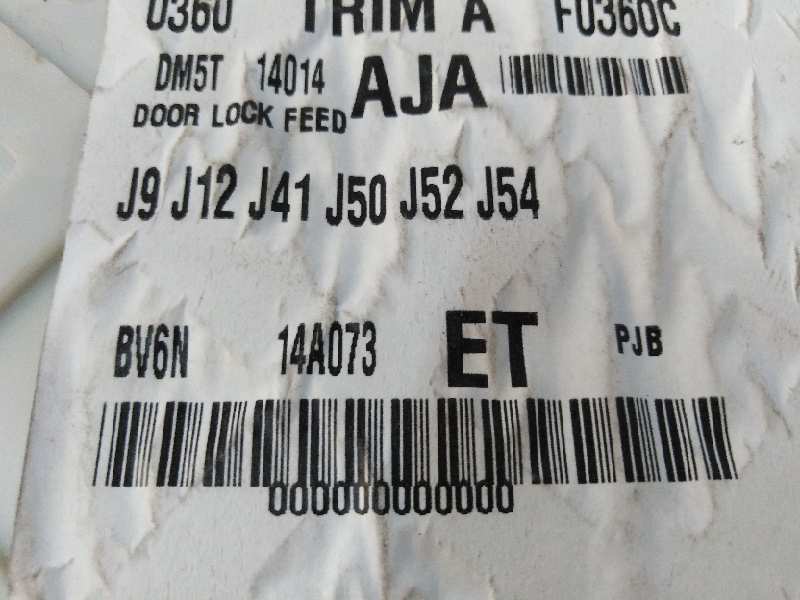 0360 TRIM A F0360C
DM5T 14014 AJA
DOOR LOCK FEED
J9 J12 J41 J50 J52 J54
BV6N 14A073 ET PJB
000000000000